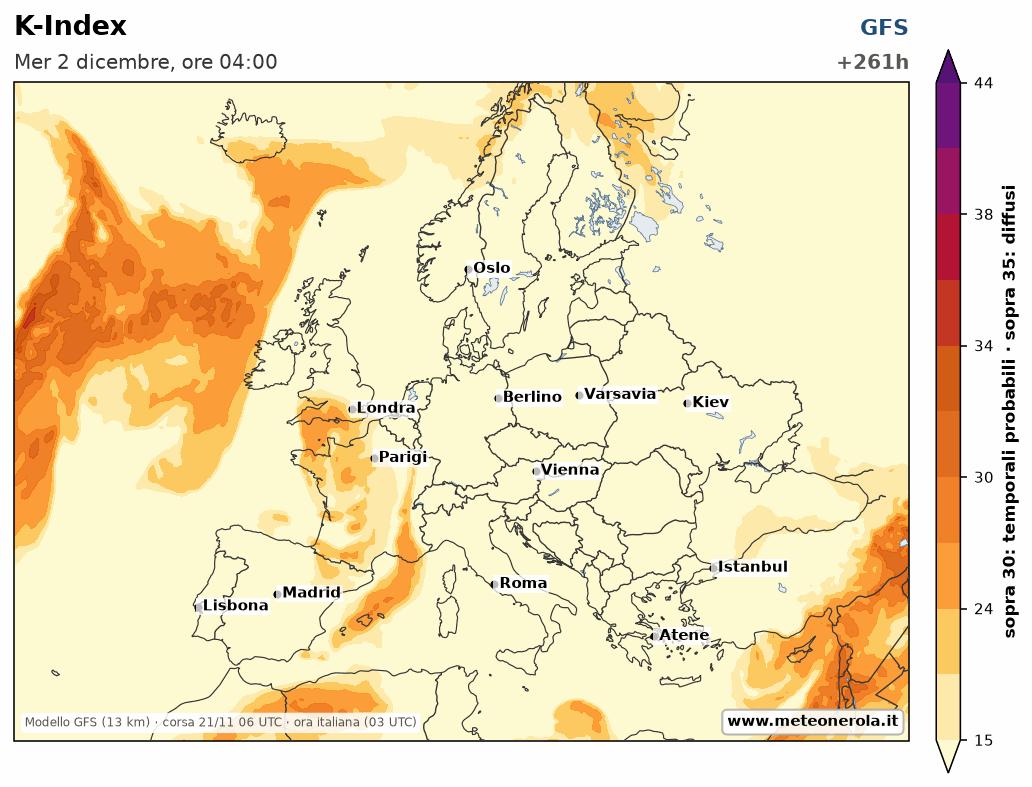 K-Index
GFS
Mer 2 dicembre, ore 04:00
+261h
Oslo
Berlino
Varsavia
Kiev
Londra
Parigi
Vienna
Istanbul
Roma
Madrid
Lisbona
Atene
Modello GFS (13 km) · corsa 21/11 06 UTC · ora italiana (03 UTC)
www.meteonerola.it
44
38
34
30
24
15
sopra 30: temporali probabili · sopra 35: diffusi